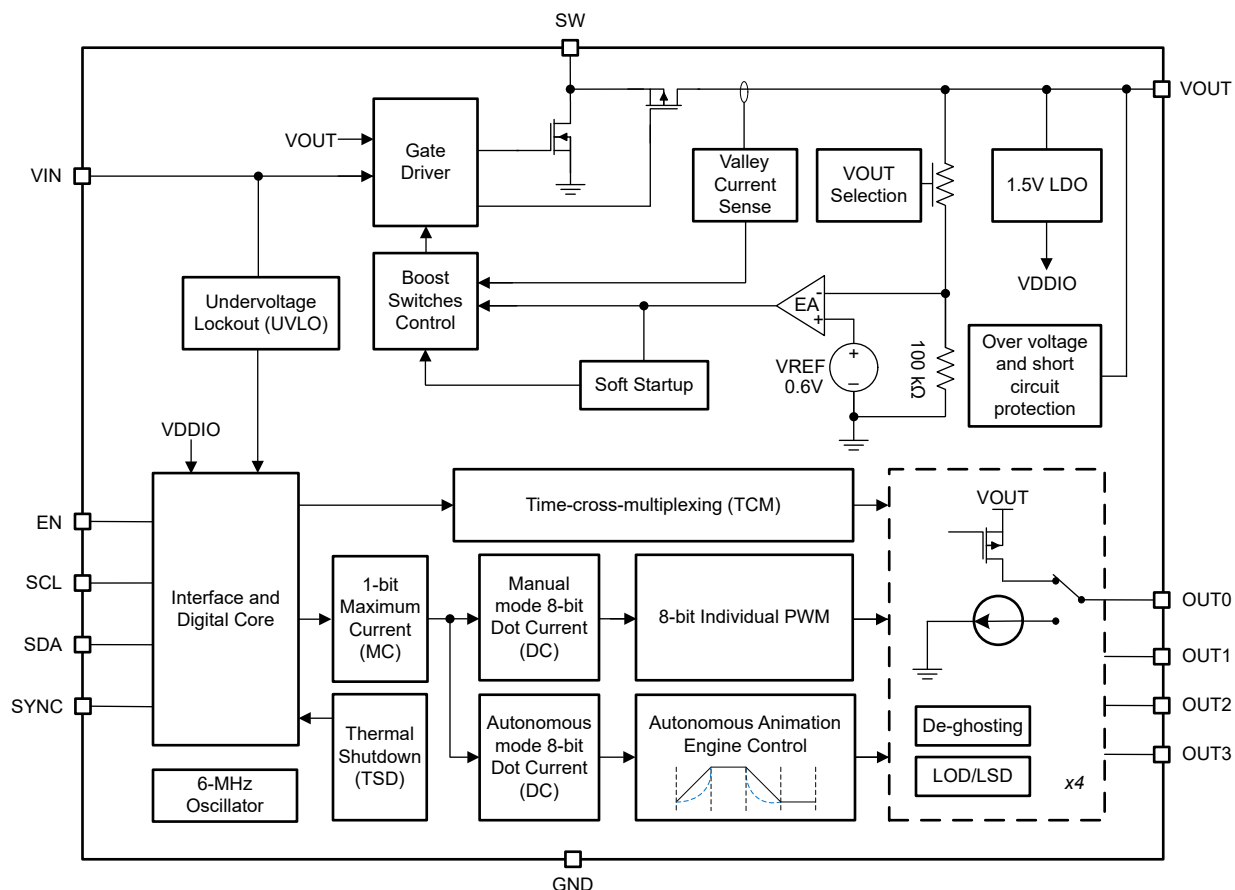 SW
VOUT
VOUT
Gate
Driver
VIN
Valley
Current
Sense
VOUT
Selection
1.5V LDO
VDDIO
Undervoltage
Lockout (UVLO)
Boost
Switches
Control
-
EA
+
VREF
0.6V
+
–
100 kΩ
Over voltage
and short
circuit
protection
Soft Startup
VDDIO
EN
SCL
SDA
SYNC
Interface and
Digital Core
Time-cross-multiplexing (TCM)
1-bit
Maximum
Current
(MC)
Manual
mode 8-bit
Dot Current
(DC)
8-bit Individual PWM
Thermal
Shutdown
(TSD)
Autonomous
mode 8-bit
Dot Current
(DC)
Autonomous Animation
Engine Control
6-MHz
Oscillator
VOUT
De-ghosting
LOD/LSD
x4
OUT0
OUT1
OUT2
OUT3
GND